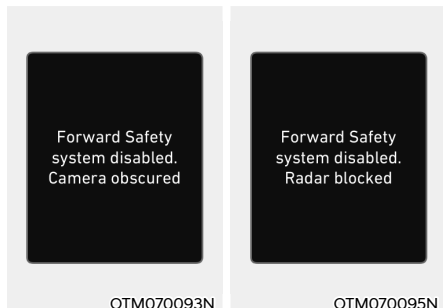 Forward Safety
system disabled.
Camera obscured
OTM070093N
Forward Safety
system disabled.
Radar blocked
OTM070095N